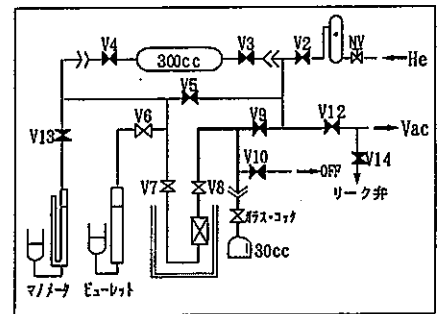 V4
V3
V2
NV
He
300cc
V5
V6
V9
V12
Vac
V13
V10
OFF
V14
V7
V8
リーク弁
ガラス・コック
30cc
マノメータ
ビューレット